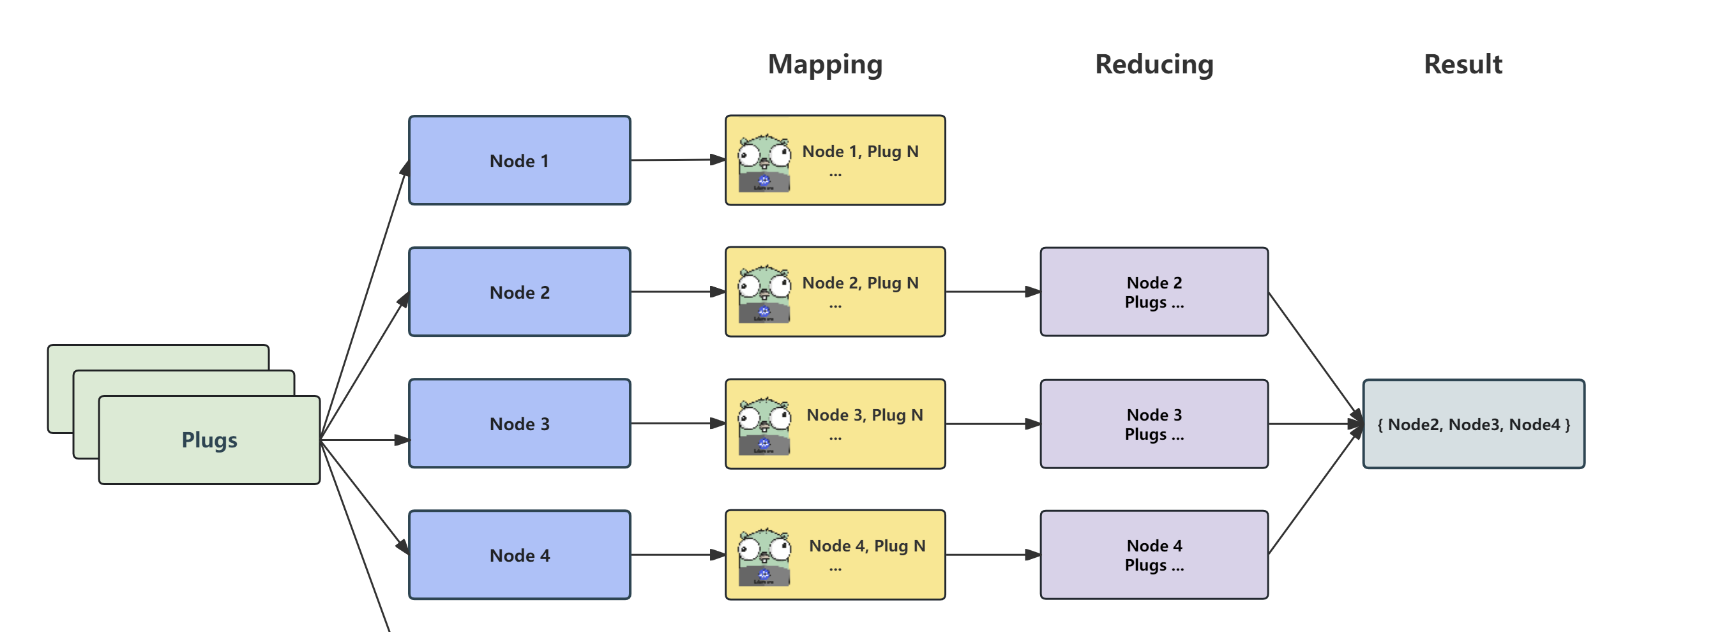 Mapping
Reducing
Result
Node 1
Node 1, Plug N
...
Node 2
Node 2, Plug N
...
Node 2
Plugs ...
Plugs
Node 3
Node 3, Plug N
...
Node 3
Plugs ...
{ Node2, Node3, Node4 }
Node 4
Node 4, Plug N
...
Node 4
Plugs ...